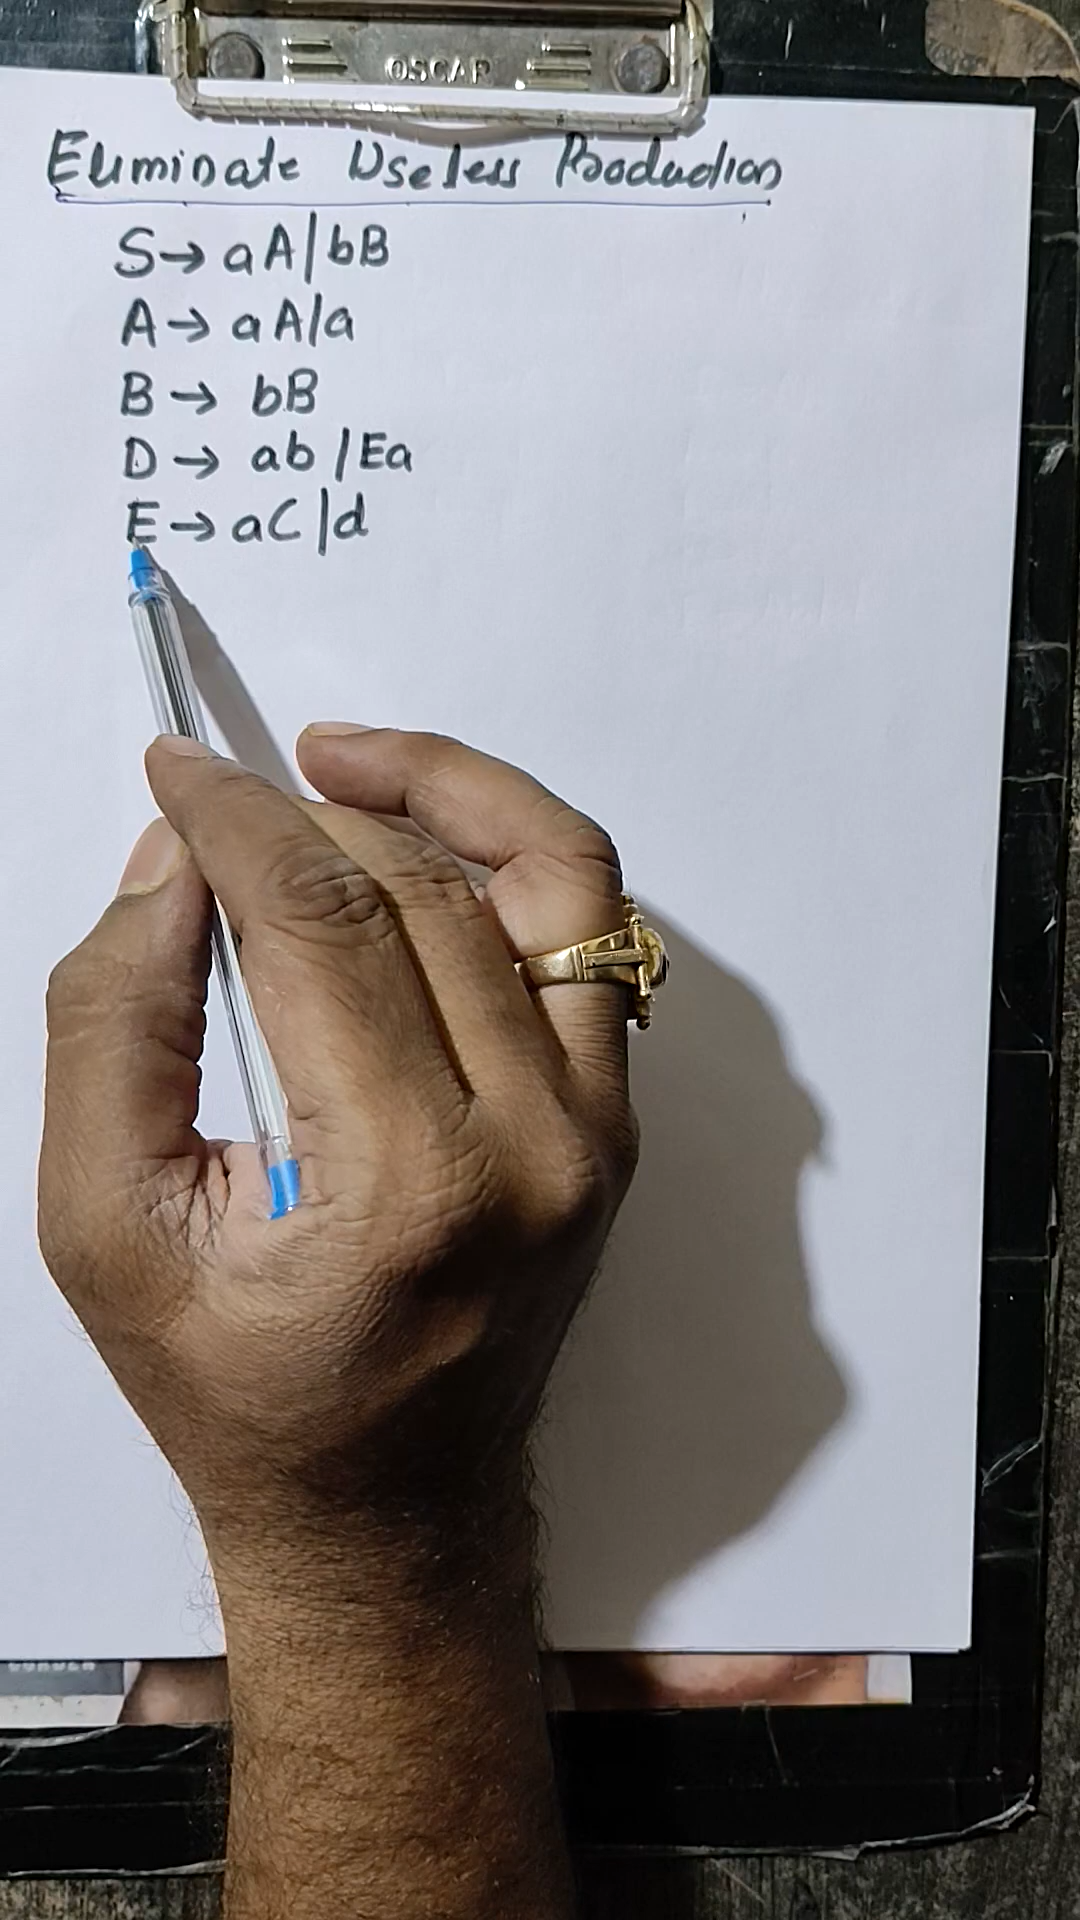 OSCAR
Eliminate Useless Production
S → aA | bB
A → aA | a
B → bB
D → ab | Ea
E → aC | d